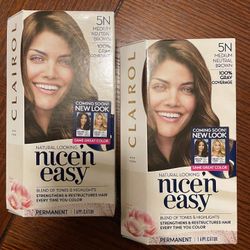 CLAIROL
5N
MEDIUM
NEUTRAL
BROWN
100% GRAY
COVERAGE
COMING SOON!
NEW LOOK
SAME GREAT COLOR
NATURAL LOOKING
nice'n
easy
BLEND OF TONES & HIGHLIGHTS
STRENGTHENS & RESTRUCTURES HAIR
EVERY TIME YOU COLOR
PERMANENT
CLAIROL
5N
MEDIUM
NEUTRAL
BROWN
100% GRAY
COVERAGE
COMING SOON!
NEW LOOK
SAME GREAT COLOR
NATURAL LOOKING
nice'n
easy
BLEND OF TONES & HIGHLIGHTS
STRENGTHENS & RESTRUCTURES HAIR
EVERY TIME YOU COLOR
PERMANENT